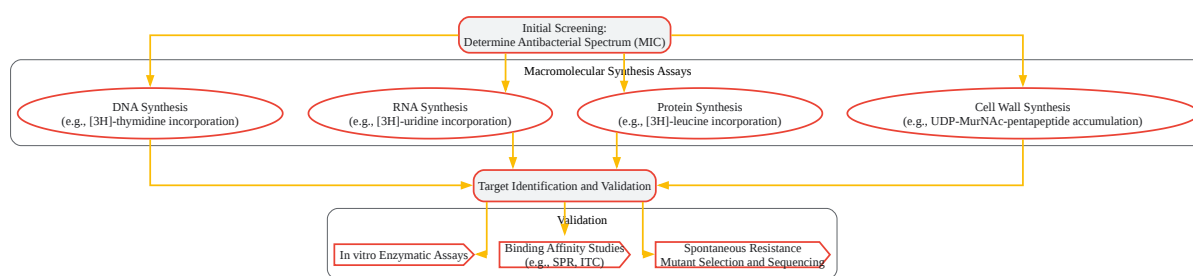 Initial Screening:
Determine Antibacterial Spectrum (MIC)
Macromolecular Synthesis Assays
DNA Synthesis
(e.g., [3H]-thymidine incorporation)
RNA Synthesis
(e.g., [3H]-uridine incorporation)
Protein Synthesis
(e.g., [3H]-leucine incorporation)
Cell Wall Synthesis
(e.g., UDP-MurNAc-pentapeptide accumulation)
Target Identification and Validation
Validation
In vitro Enzymatic Assays
Binding Affinity Studies
(e.g., SPR, ITC)
Spontaneous Resistance
Mutant Selection and Sequencing